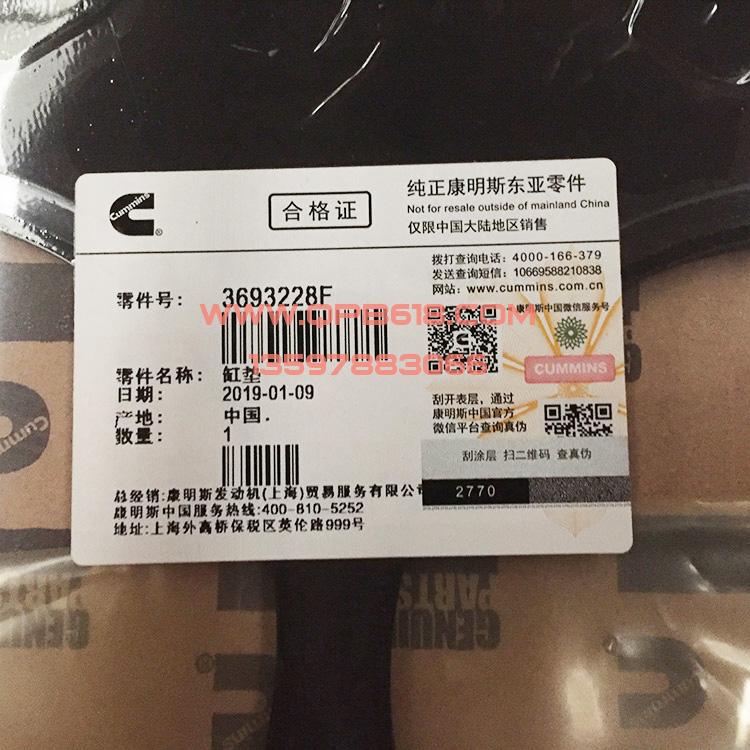 Cummins
合格证
纯正康明斯东亚零件
Not for resale outside of mainland China
仅限中国大陆地区销售
拨打查询电话：4000-166-379
发送查询短信：10669588210838
网站：www.cummins.com.cn
零件号： 3693228F
康明斯中国微信服务号
WWW.QPB618.COM
13597883066
CUMMINS
零件名称： 缸垫
日期： 2019-01-09
产地： 中国.
数量： 1
刮开表层，通过
康明斯中国官方
微信平台查询真伪
刮涂层 扫二维码 查真伪
2770
总经销:康明斯发动机(上海)贸易服务有限公司
康明斯中国服务热线:400-810-5252
地址:上海外高桥保税区英伦路999号
GENUINE
PARTS
Cummins